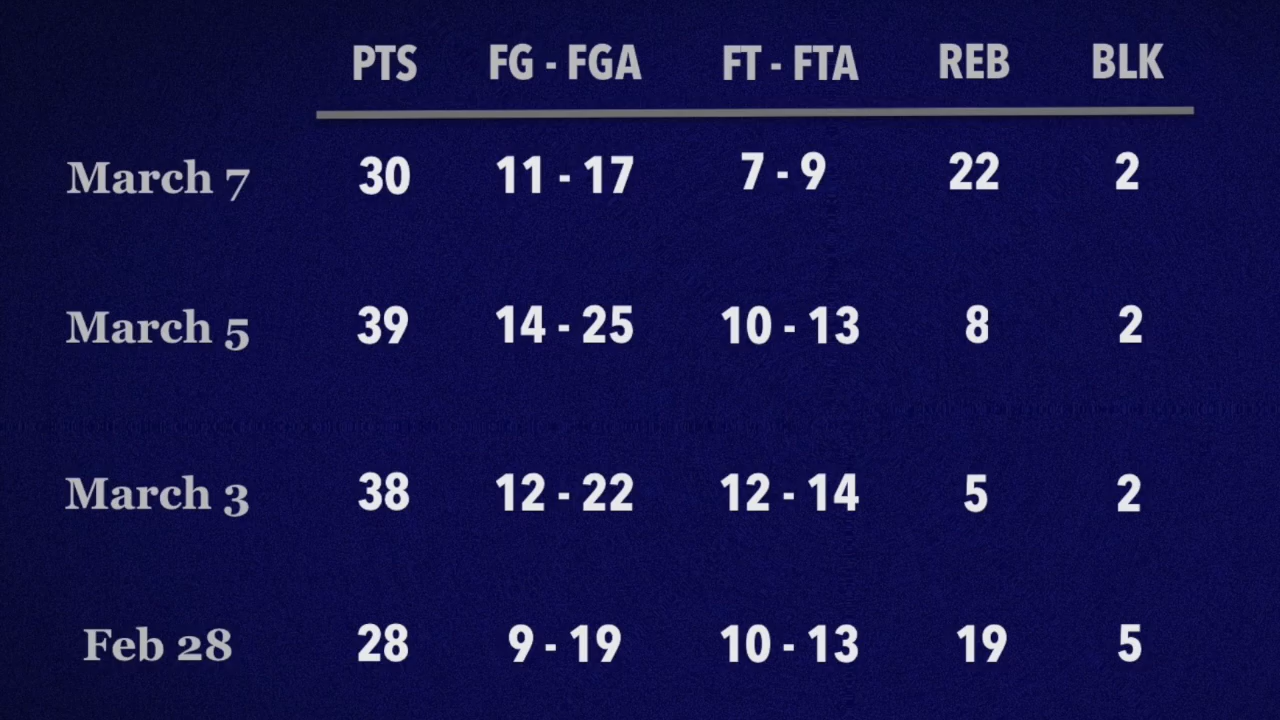 PTS FG - FGA FT - FTA REB BLK
March 7 30 11 - 17 7 - 9 22 2
March 5 39 14 - 25 10 - 13 8 2
March 3 38 12 - 22 12 - 14 5 2
Feb 28 28 9 - 19 10 - 13 19 5